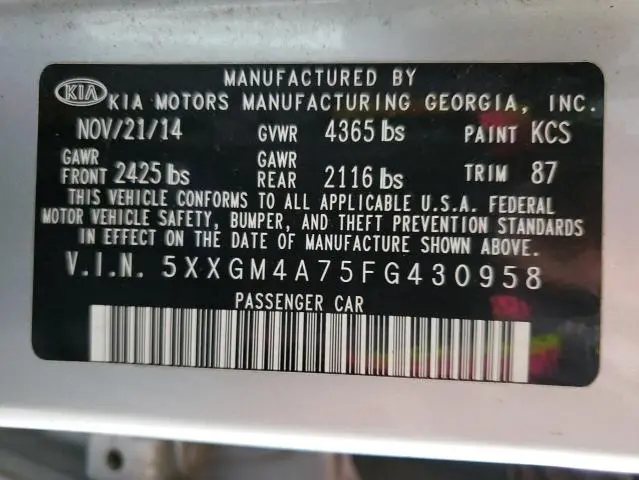 MANUFACTURED BY
KIA KIA MOTORS MANUFACTURING GEORGIA, INC.
NOV/21/14 GVWR 4365 lbs PAINT KCS
GAWR FRONT 2425 lbs GAWR REAR 2116 lbs TRIM 87
THIS VEHICLE CONFORMS TO ALL APPLICABLE U.S.A. FEDERAL
MOTOR VEHICLE SAFETY, BUMPER, AND THEFT PREVENTION STANDARDS
IN EFFECT ON THE DATE OF MANUFACTURE SHOWN ABOVE.
V.I.N. 5XXGM4A75FG430958
PASSENGER CAR